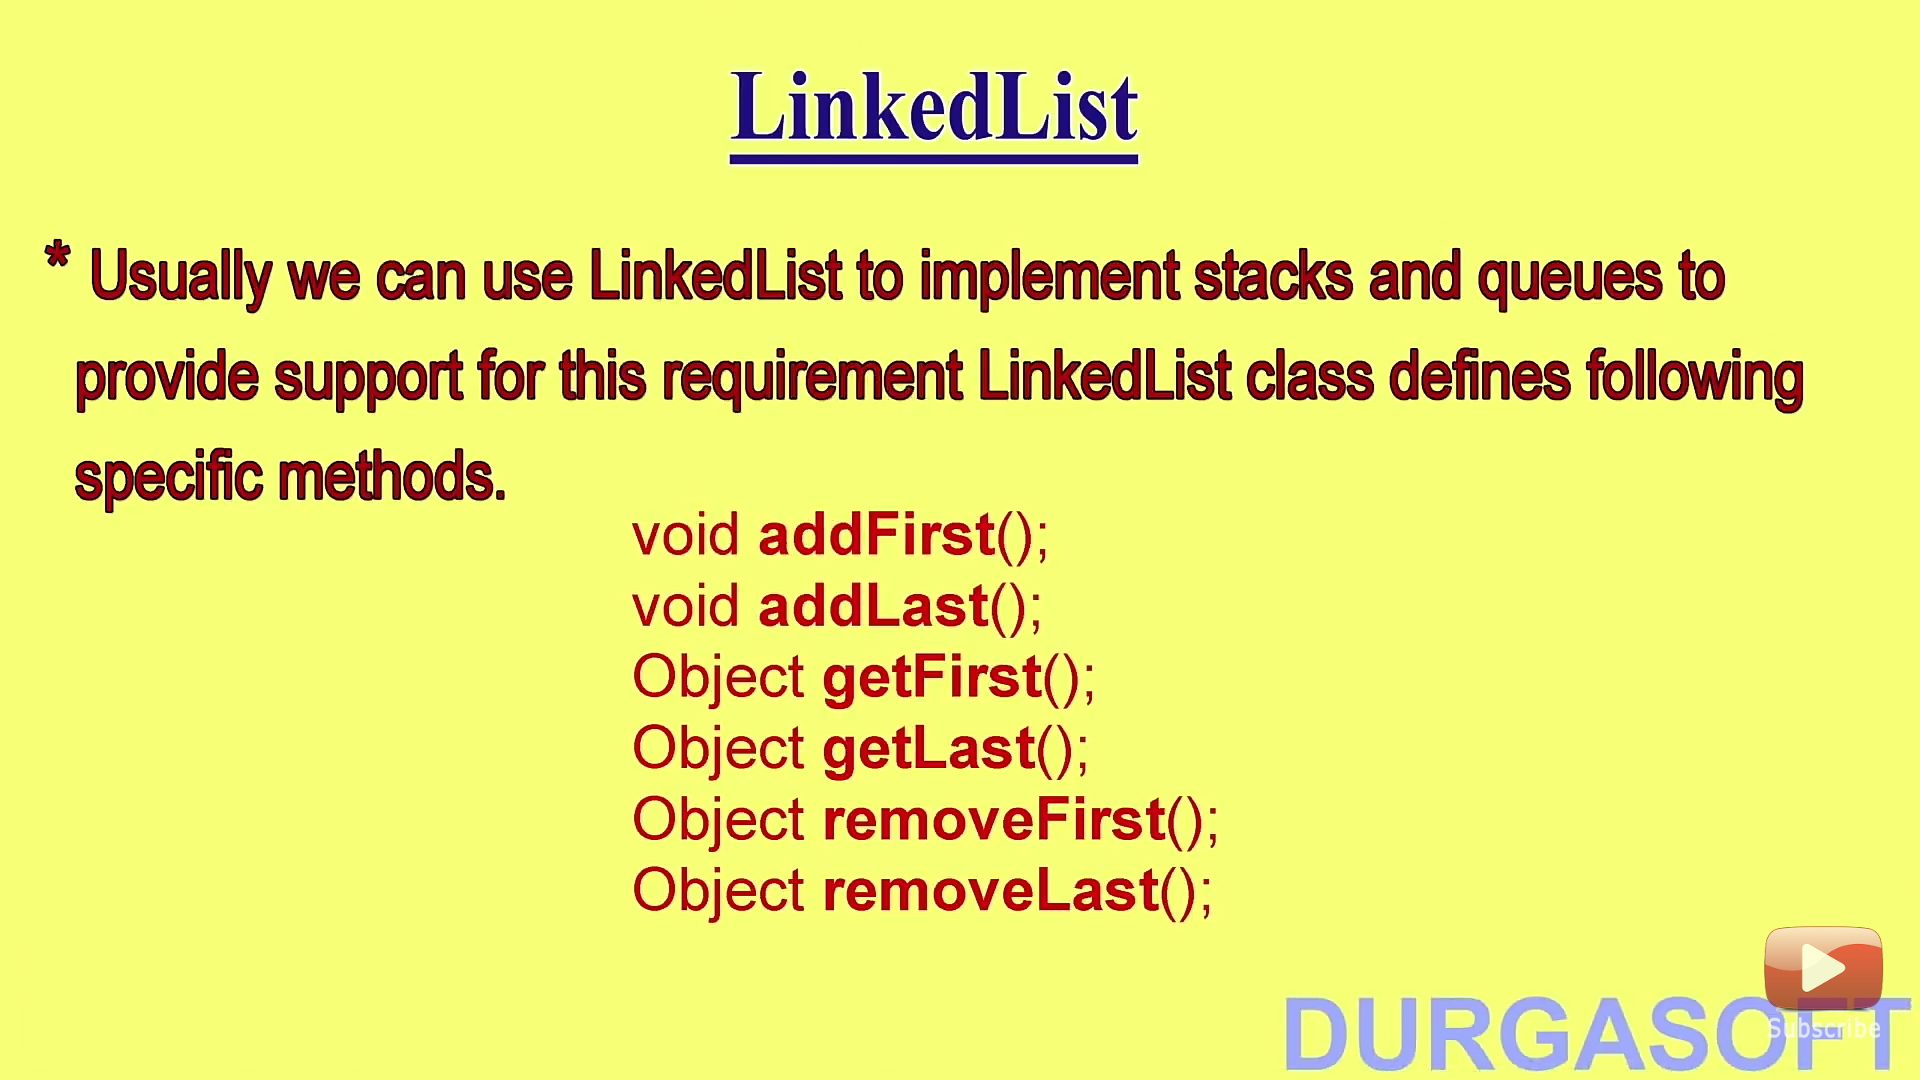 LinkedList
* Usually we can use LinkedList to implement stacks and queues to
provide support for this requirement LinkedList class defines following
specific methods.
void addFirst();
void addLast();
Object getFirst();
Object getLast();
Object removeFirst();
Object removeLast();
DURGASOFT
Subscribe